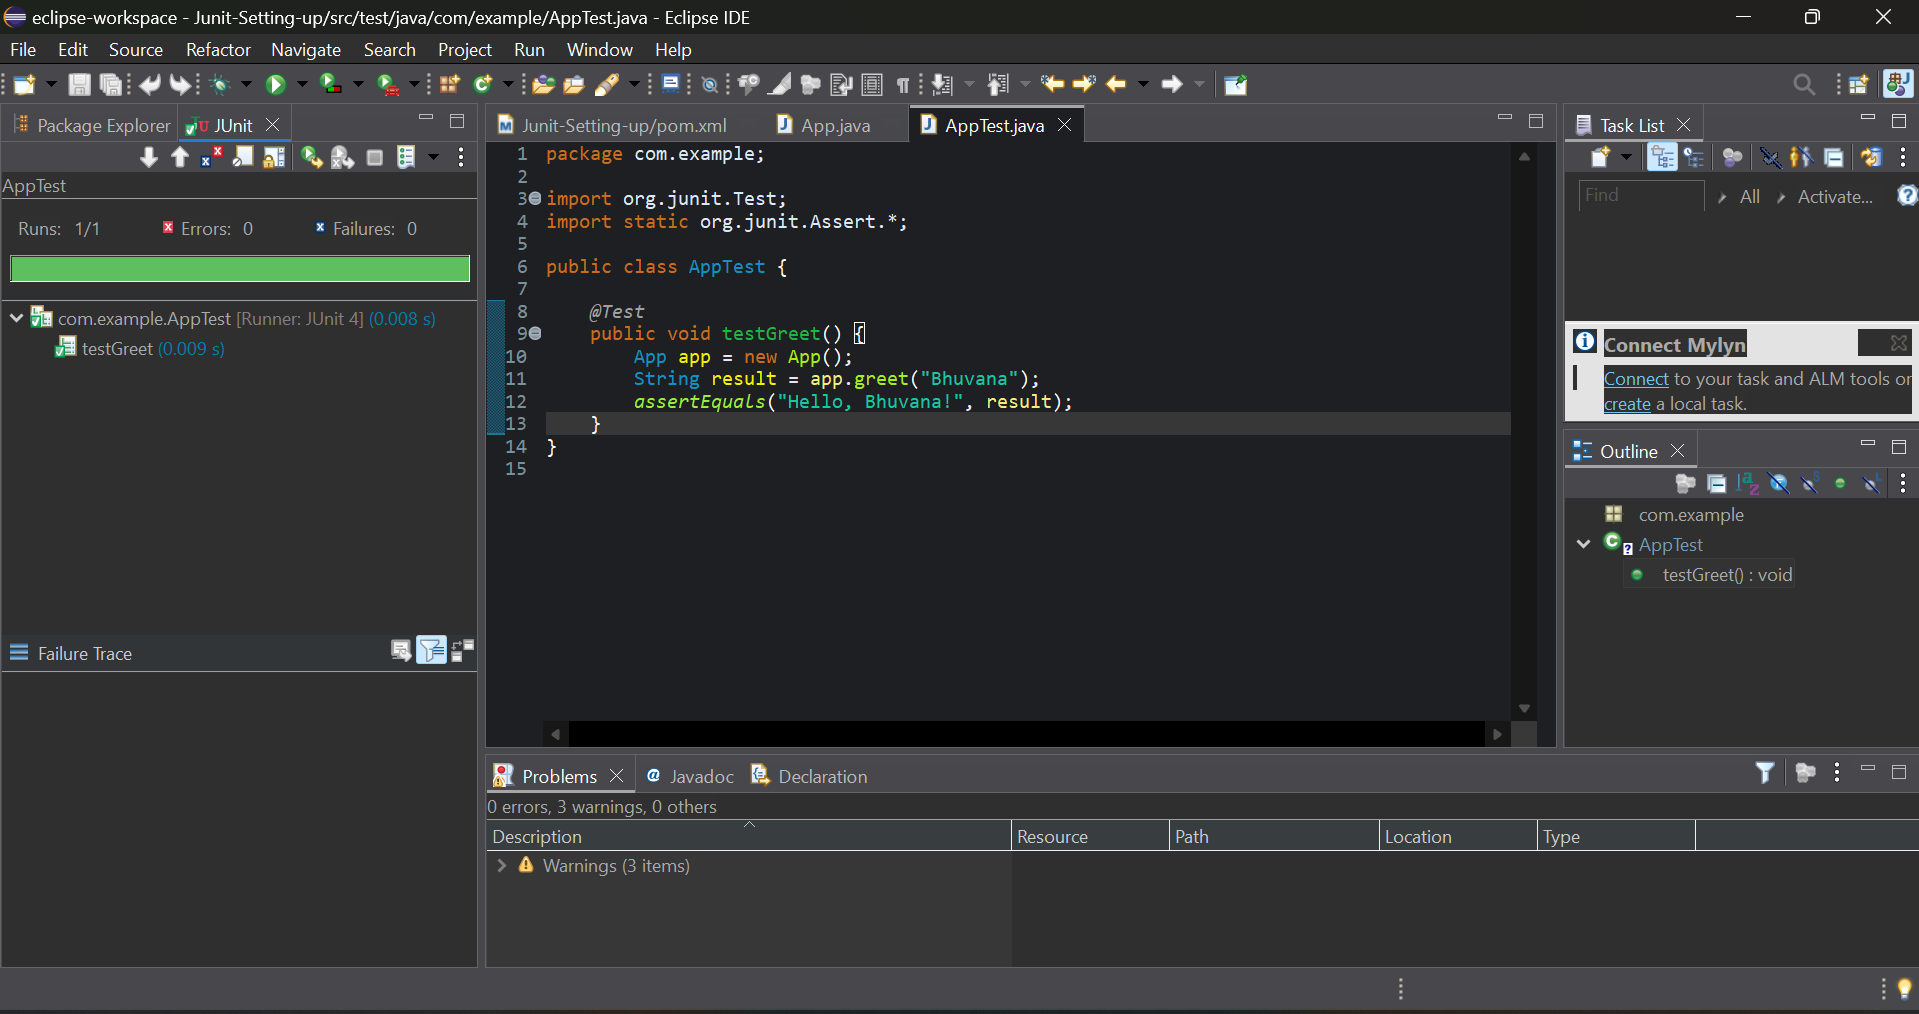 eclipse-workspace - Junit-Setting-up/src/test/java/com/example/AppTest.java - Eclipse IDE
File Edit Source Refactor Navigate Search Project Run Window Help
Package Explorer JUnit
AppTest
Runs: 1/1 Errors: 0 Failures: 0
com.example.AppTest [Runner: JUnit 4] (0.008 s)
testGreet (0.009 s)
Failure Trace
Junit-Setting-up/pom.xml App.java AppTest.java
1 package com.example;
2
3 import org.junit.Test;
4 import static org.junit.Assert.*;
5
6 public class AppTest {
7
8 @Test
9 public void testGreet() {
10 App app = new App();
11 String result = app.greet("Bhuvana");
12 assertEquals("Hello, Bhuvana!", result);
13 }
14 }
15
Task List
Find All Activate...
Connect Mylyn
Connect to your task and ALM tools or
create a local task.
Outline
com.example
AppTest
testGreet() : void
Problems Javadoc Declaration
0 errors, 3 warnings, 0 others
Description Resource Path Location Type
Warnings (3 items)